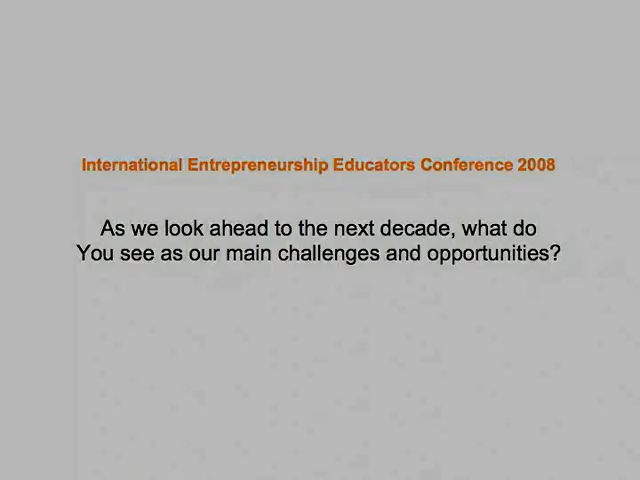 International Entrepreneurship Educators Conference 2008
As we look ahead to the next decade, what do
You see as our main challenges and opportunities?